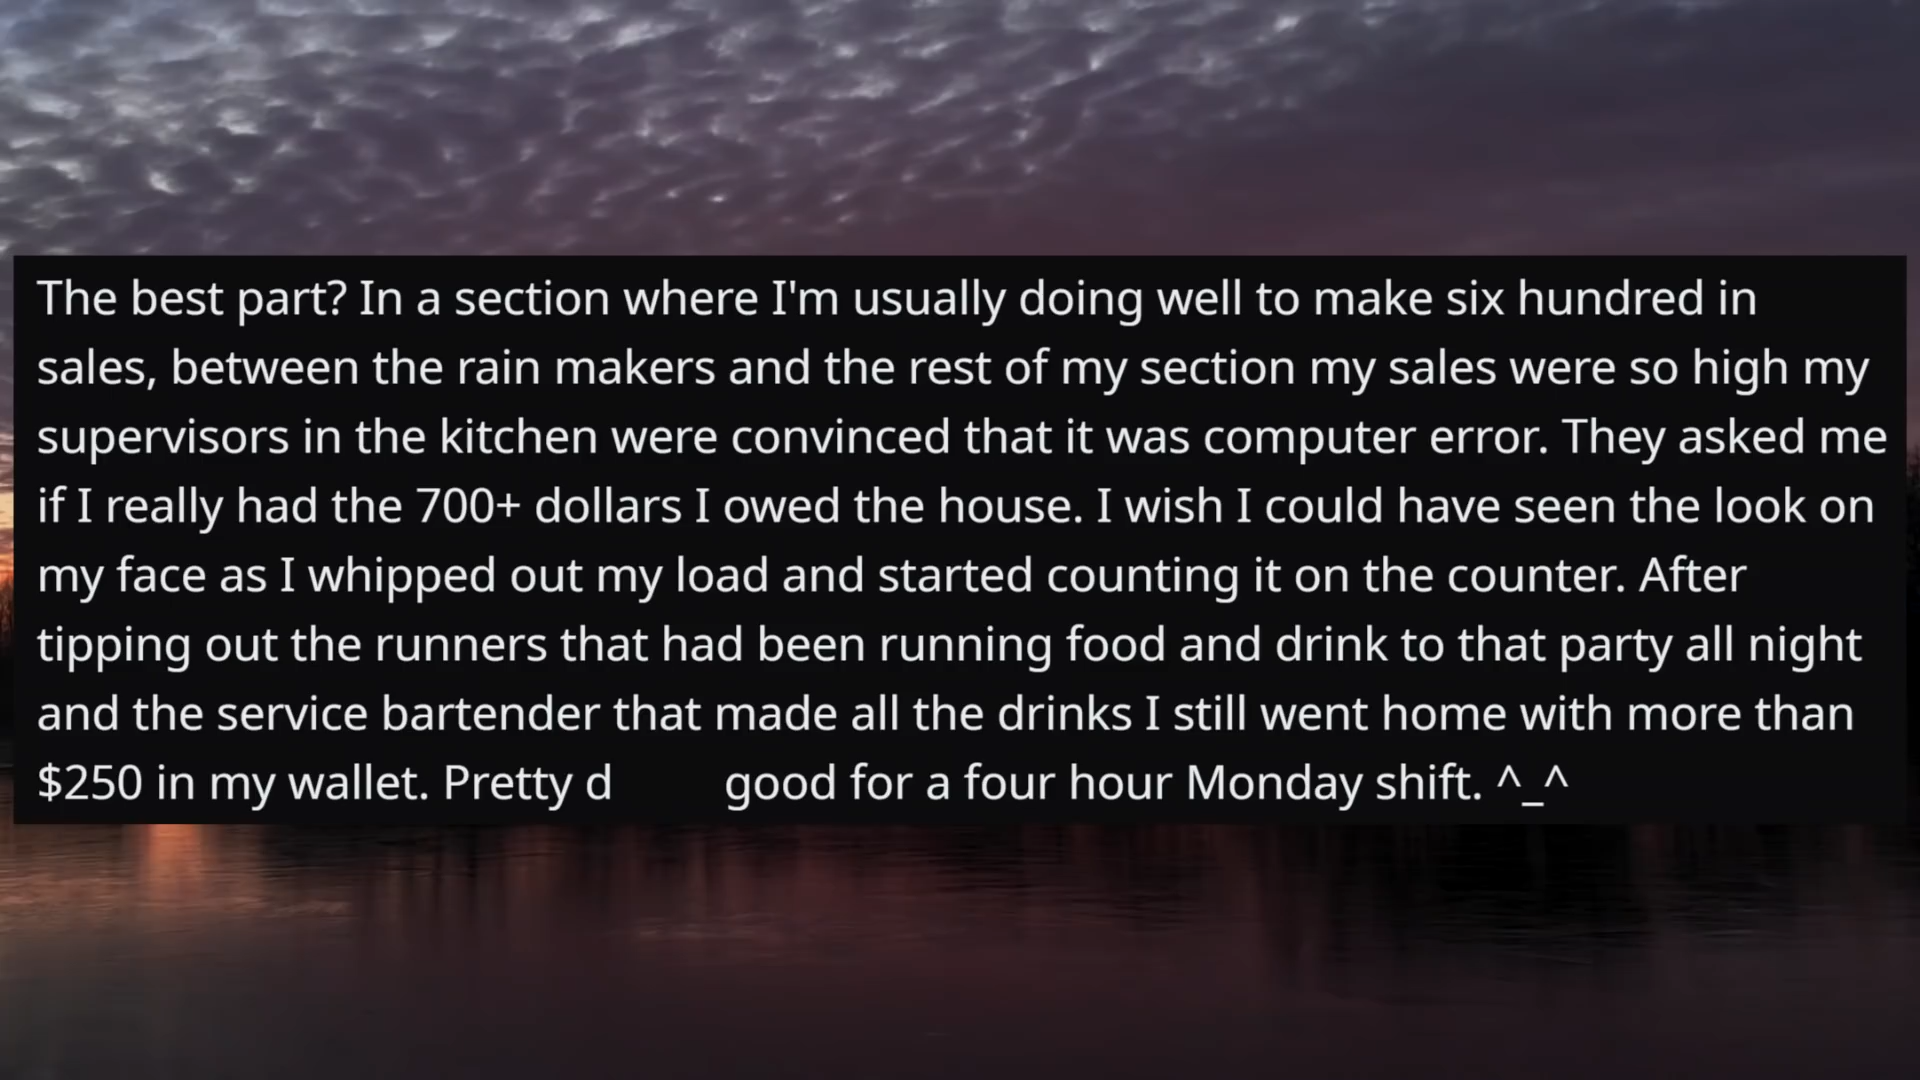 The best part? In a section where I'm usually doing well to make six hundred in
sales, between the rain makers and the rest of my section my sales were so high my
supervisors in the kitchen were convinced that it was computer error. They asked me
if I really had the 700+ dollars I owed the house. I wish I could have seen the look on
my face as I whipped out my load and started counting it on the counter. After
tipping out the runners that had been running food and drink to that party all night
and the service bartender that made all the drinks I still went home with more than
$250 in my wallet. Pretty d good for a four hour Monday shift. ^_^